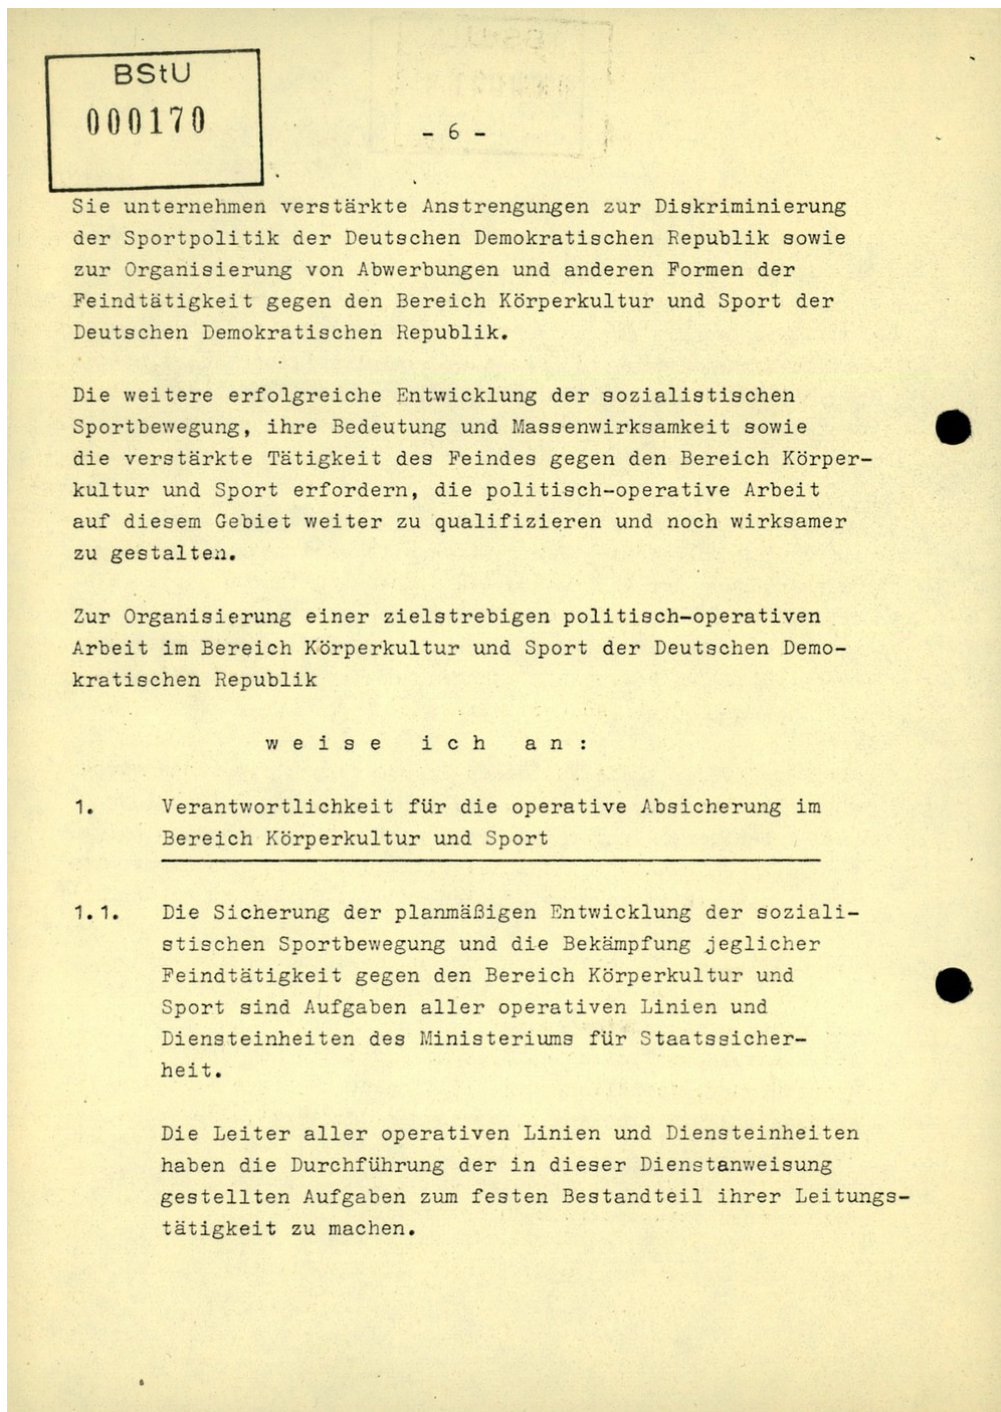 BStU
000170
- 6 -
Sie unternehmen verstärkte Anstrengungen zur Diskriminierung
der Sportpolitik der Deutschen Demokratischen Republik sowie
zur Organisierung von Abwerbungen und anderen Formen der
Feindtätigkeit gegen den Bereich Körperkultur und Sport der
Deutschen Demokratischen Republik.
Die weitere erfolgreiche Entwicklung der sozialistischen
Sportbewegung, ihre Bedeutung und Massenwirksamkeit sowie
die verstärkte Tätigkeit des Feindes gegen den Bereich Körper-
kultur und Sport erfordern, die politisch-operative Arbeit
auf diesem Gebiet weiter zu qualifizieren und noch wirksamer
zu gestalten.
Zur Organisierung einer zielstrebigen politisch-operativen
Arbeit im Bereich Körperkultur und Sport der Deutschen Demo-
kratischen Republik
w e i s e   i c h   a n :
1. Verantwortlichkeit für die operative Absicherung im
Bereich Körperkultur und Sport
1.1. Die Sicherung der planmäßigen Entwicklung der soziali-
stischen Sportbewegung und die Bekämpfung jeglicher
Feindtätigkeit gegen den Bereich Körperkultur und
Sport sind Aufgaben aller operativen Linien und
Diensteinheiten des Ministeriums für Staatssicher-
heit.
Die Leiter aller operativen Linien und Diensteinheiten
haben die Durchführung der in dieser Dienstanweisung
gestellten Aufgaben zum festen Bestandteil ihrer Leitungs-
tätigkeit zu machen.